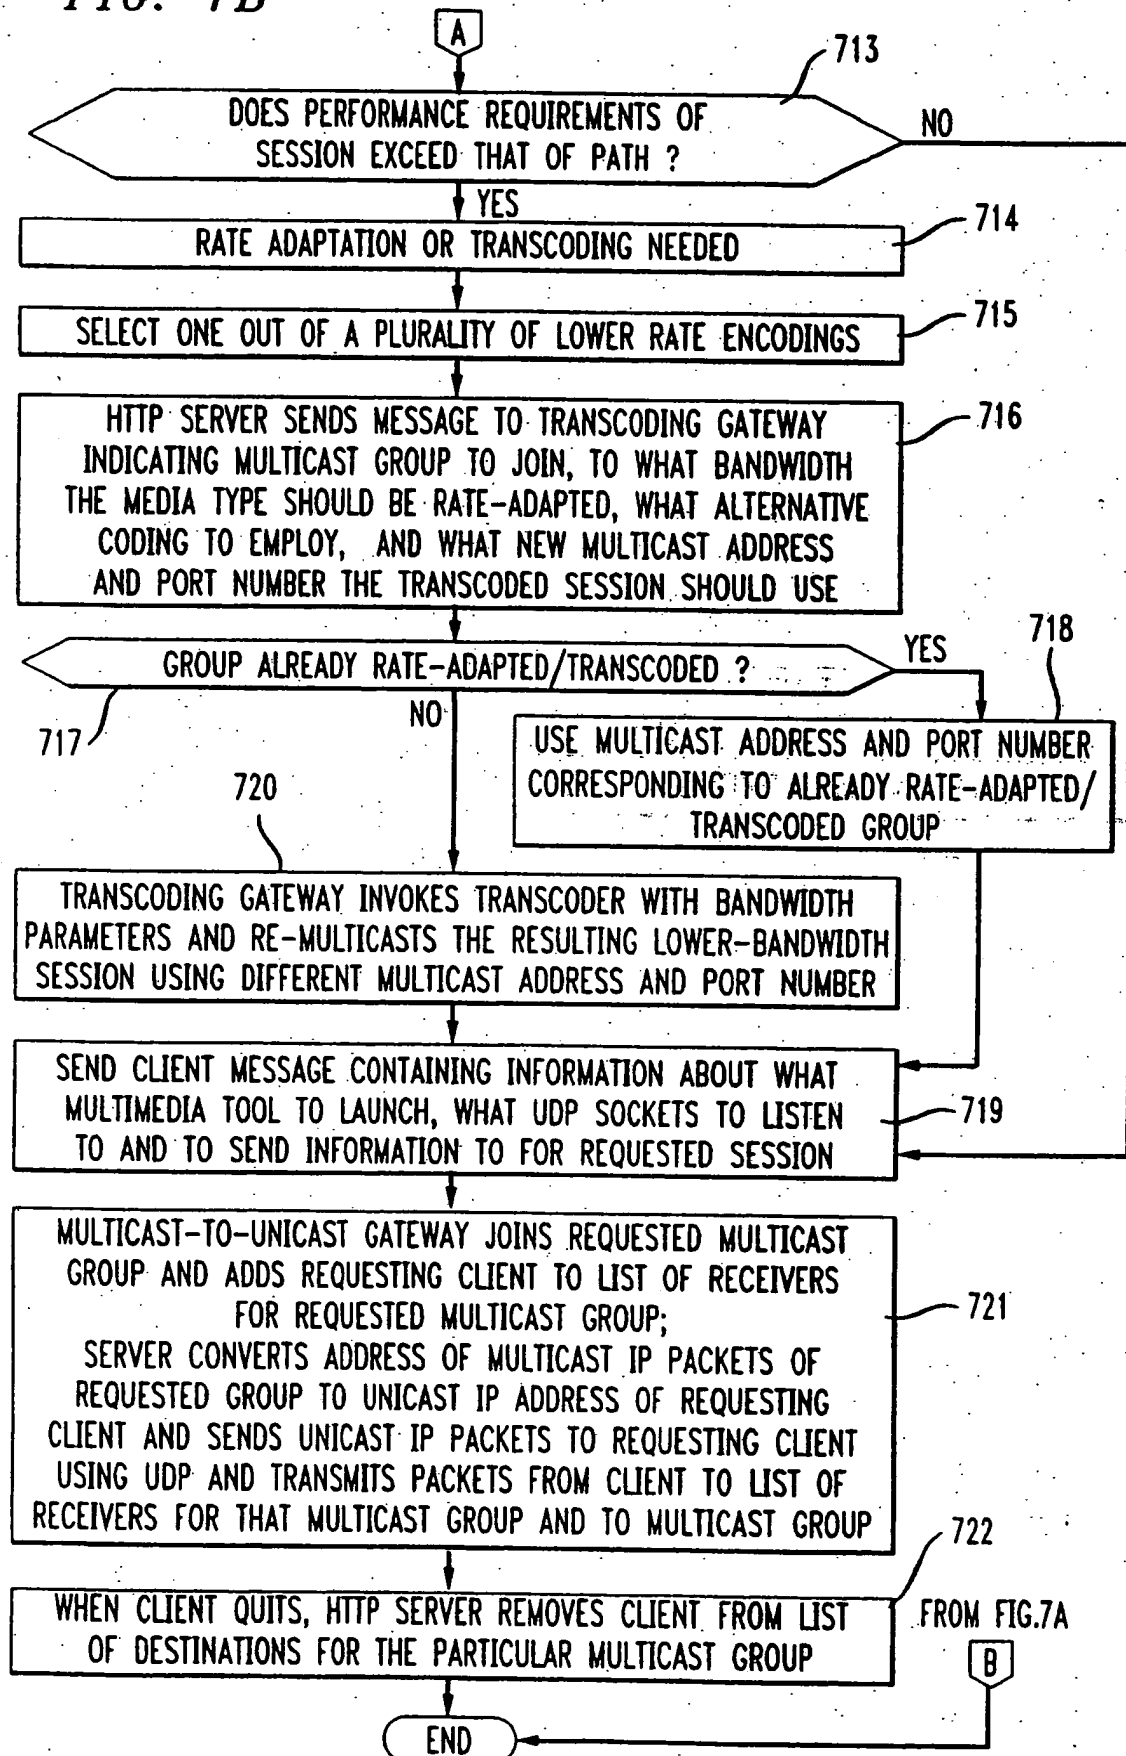 FIG. 7B
A
713
DOES PERFORMANCE REQUIREMENTS OF
SESSION EXCEED THAT OF PATH ?
NO
YES
714
RATE ADAPTATION OR TRANSCODING NEEDED
715
SELECT ONE OUT OF A PLURALITY OF LOWER RATE ENCODINGS
716
HTTP SERVER SENDS MESSAGE TO TRANSCODING GATEWAY
INDICATING MULTICAST GROUP TO JOIN, TO WHAT BANDWIDTH
THE MEDIA TYPE SHOULD BE RATE-ADAPTED, WHAT ALTERNATIVE
CODING TO EMPLOY, AND WHAT NEW MULTICAST ADDRESS
AND PORT NUMBER THE TRANSCODED SESSION SHOULD USE
GROUP ALREADY RATE-ADAPTED/TRANSCODED ?
YES
718
NO
717
USE MULTICAST ADDRESS AND PORT NUMBER
CORRESPONDING TO ALREADY RATE-ADAPTED/
TRANSCODED GROUP
720
TRANSCODING GATEWAY INVOKES TRANSCODER WITH BANDWIDTH
PARAMETERS AND RE-MULTICASTS THE RESULTING LOWER-BANDWIDTH
SESSION USING DIFFERENT MULTICAST ADDRESS AND PORT NUMBER
SEND CLIENT MESSAGE CONTAINING INFORMATION ABOUT WHAT
MULTIMEDIA TOOL TO LAUNCH, WHAT UDP SOCKETS TO LISTEN
TO AND TO SEND INFORMATION TO FOR REQUESTED SESSION
719
MULTICAST-TO-UNICAST GATEWAY JOINS REQUESTED MULTICAST
GROUP AND ADDS REQUESTING CLIENT TO LIST OF RECEIVERS
FOR REQUESTED MULTICAST GROUP;
SERVER CONVERTS ADDRESS OF MULTICAST IP PACKETS OF
REQUESTED GROUP TO UNICAST IP ADDRESS OF REQUESTING
CLIENT AND SENDS UNICAST IP PACKETS TO REQUESTING CLIENT
USING UDP AND TRANSMITS PACKETS FROM CLIENT TO LIST OF
RECEIVERS FOR THAT MULTICAST GROUP AND TO MULTICAST GROUP
721
722
WHEN CLIENT QUITS, HTTP SERVER REMOVES CLIENT FROM LIST
OF DESTINATIONS FOR THE PARTICULAR MULTICAST GROUP
FROM FIG.7A
B
END